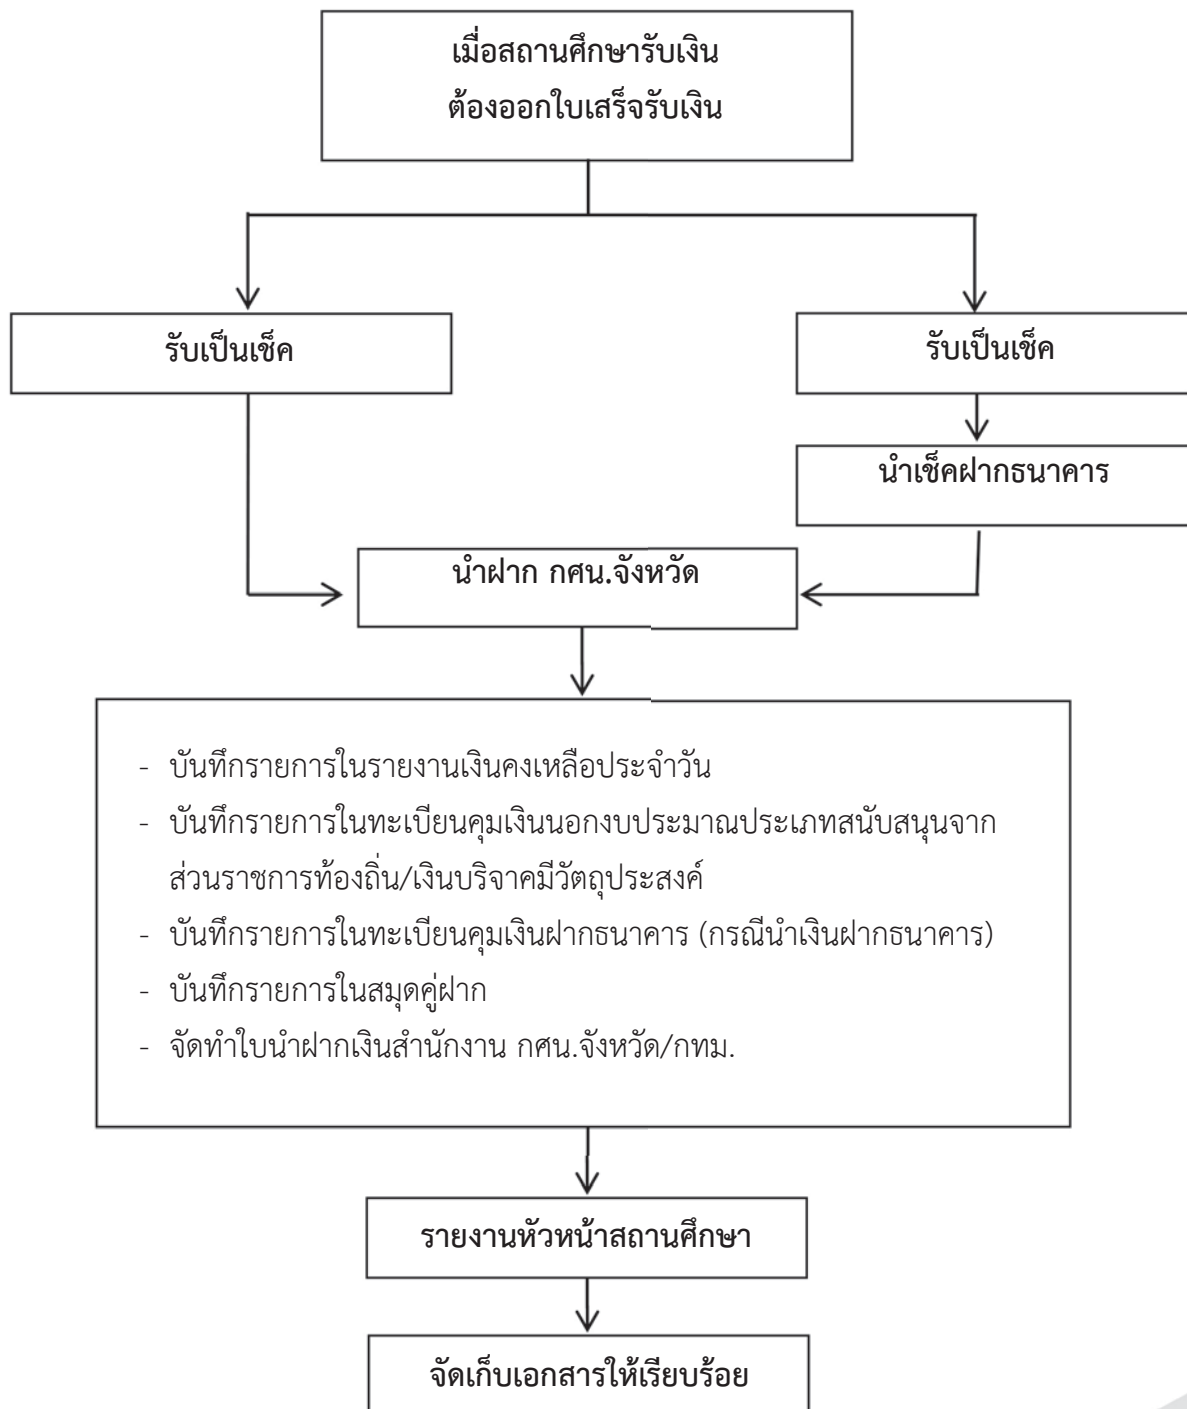 เมื่อสถานศึกษารับเงิน
ต้องออกใบเสร็จรับเงิน
รับเป็นเช็ค
รับเป็นเช็ค
นำเช็คฝากธนาคาร
นำฝาก กศน.จังหวัด
- บันทึกรายการในรายงานเงินคงเหลือประจำวัน
- บันทึกรายการในทะเบียนคุมเงินนอกงบประมาณประเภทสนับสนุนจาก
ส่วนราชการท้องถิ่น/เงินบริจาคมีวัตถุประสงค์
- บันทึกรายการในทะเบียนคุมเงินฝากธนาคาร (กรณีนำเงินฝากธนาคาร)
- บันทึกรายการในสมุดคู่ฝาก
- จัดทำใบนำฝากเงินสำนักงาน กศน.จังหวัด/กทม.
รายงานหัวหน้าสถานศึกษา
จัดเก็บเอกสารให้เรียบร้อย